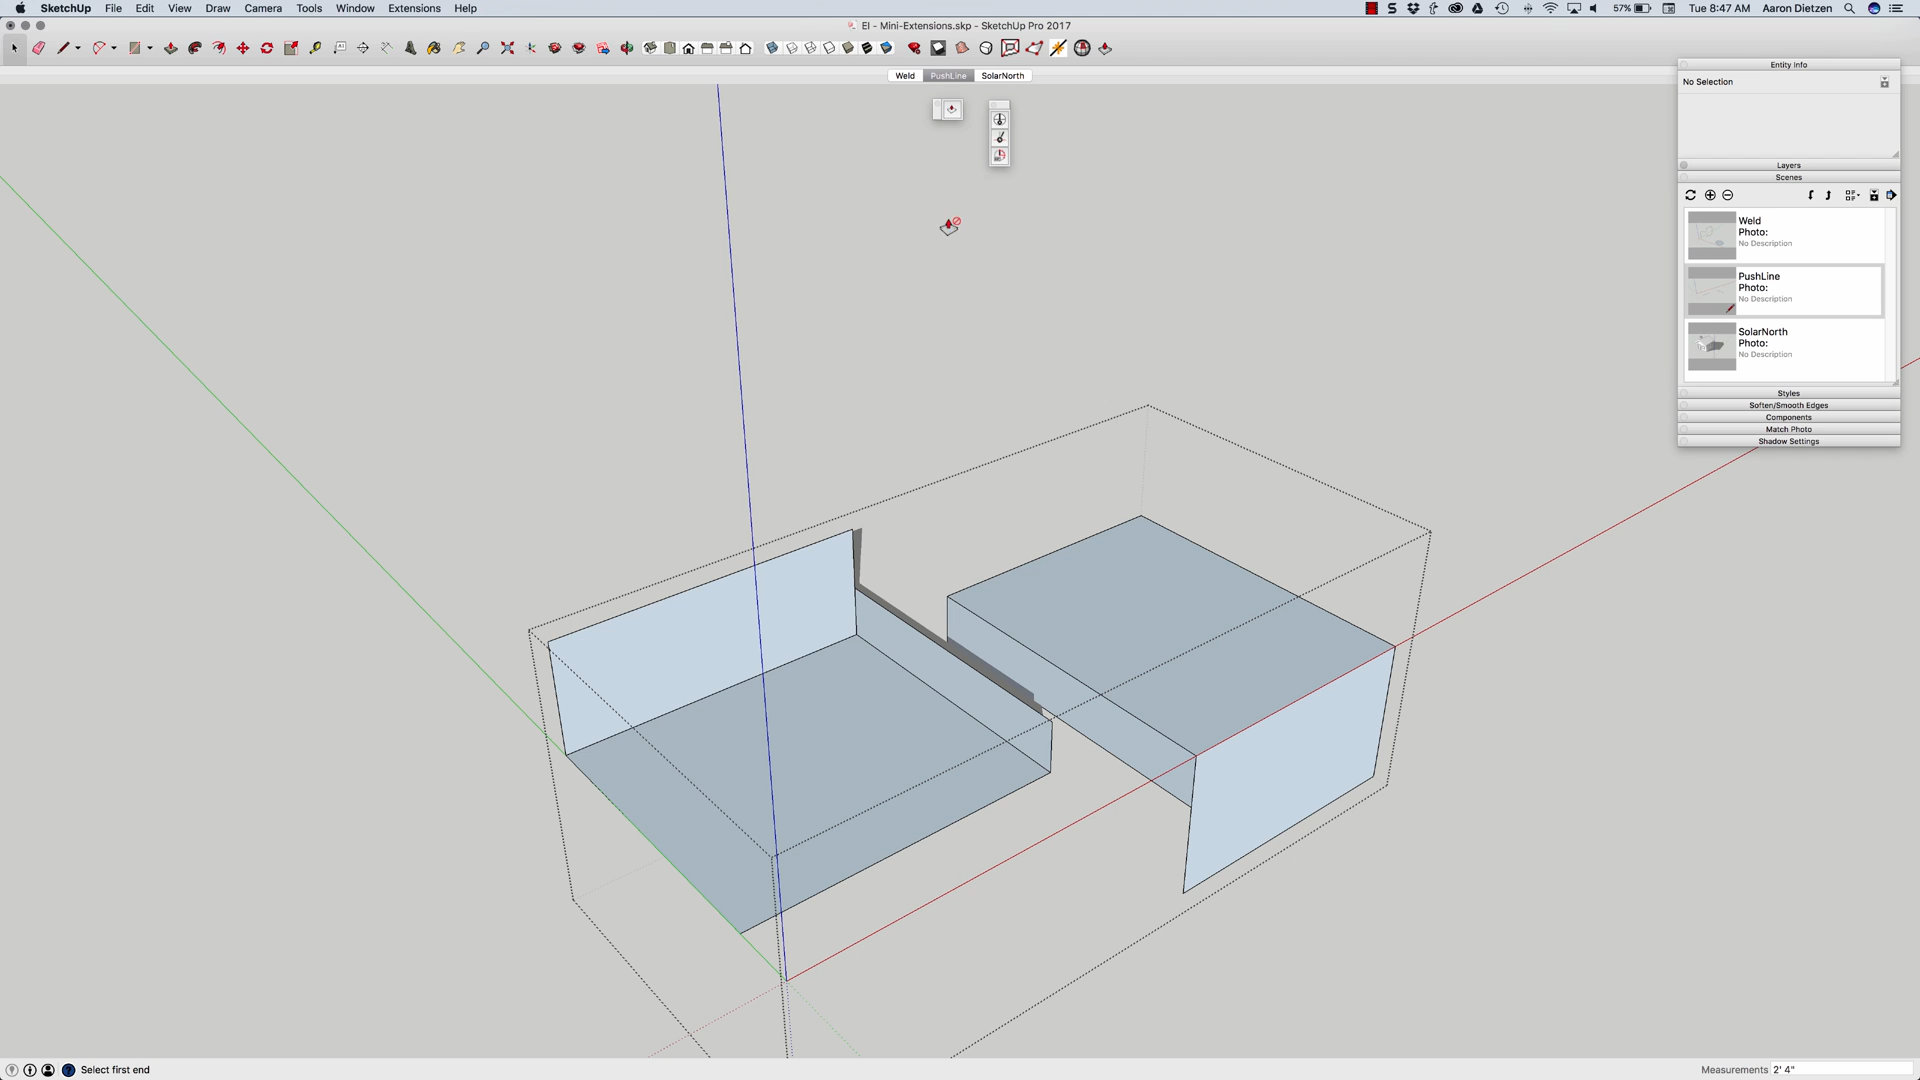 SketchUp File Edit View Draw Camera Tools Window Extensions Help
57% Tue 8:47 AM Aaron Dietzen
EI - Mini-Extensions.skp - SketchUp Pro 2017
Weld PushLine SolarNorth
Entity Info
No Selection
Layers
Scenes
Weld
Photo:
No Description
PushLine
Photo:
No Description
SolarNorth
Photo:
No Description
Styles
Soften/Smooth Edges
Components
Match Photo
Shadow Settings
Select first end
Measurements 2' 4"